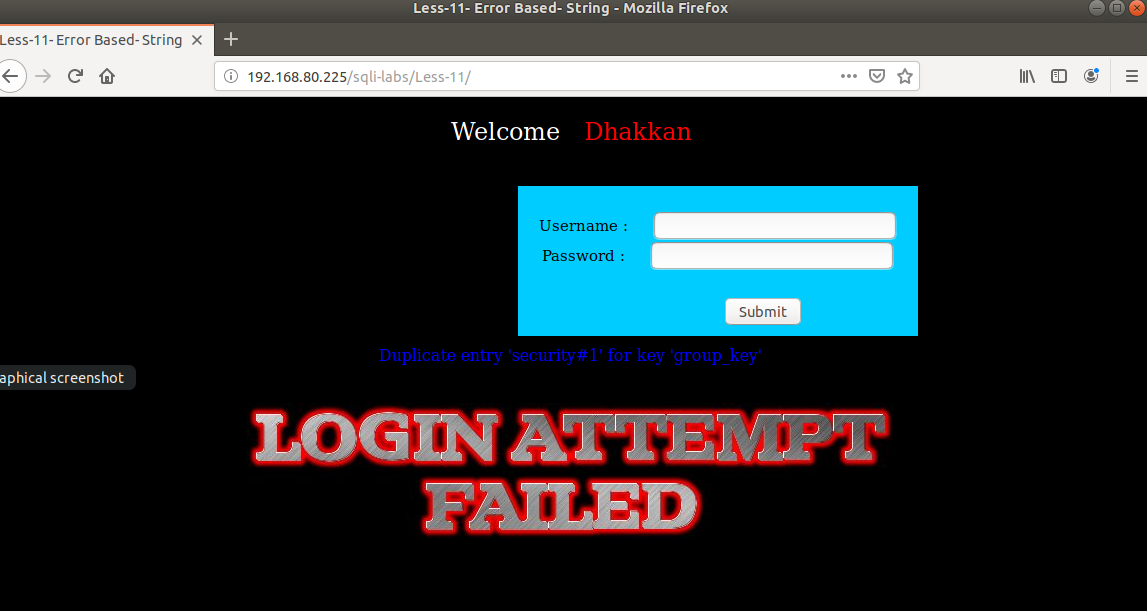 Less-11- Error Based- String - Mozilla Firefox
Less-11- Error Based- String
192.168.80.225/sqli-labs/Less-11/
Welcome Dhakkan
Username :
Password :
Submit
Duplicate entry 'security#1' for key 'group_key'
aphical screenshot
LOGIN ATTEMPT
FAILED